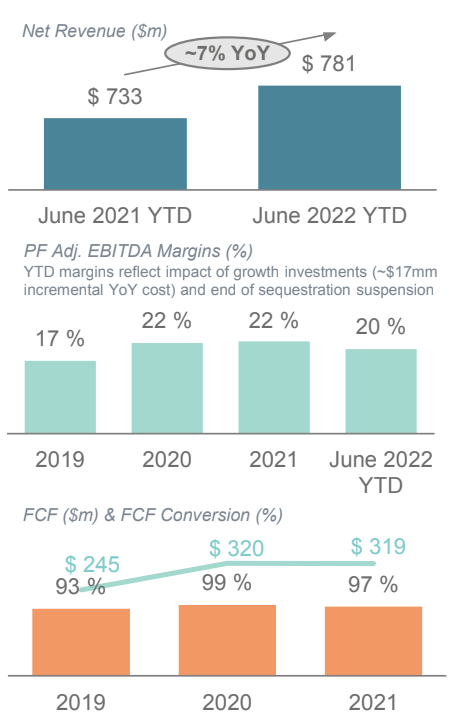 Net Revenue ($m)
~7% YoY
$ 733
$ 781
June 2021 YTD
June 2022 YTD
PF Adj. EBITDA Margins (%)
YTD margins reflect impact of growth investments (~$17mm
incremental YoY cost) and end of sequestration suspension
17 %
22 %
22 %
20 %
2019
2020
2021
June 2022
YTD
FCF ($m) & FCF Conversion (%)
$ 245
$ 320
$ 319
93 %
99 %
97 %
2019
2020
2021